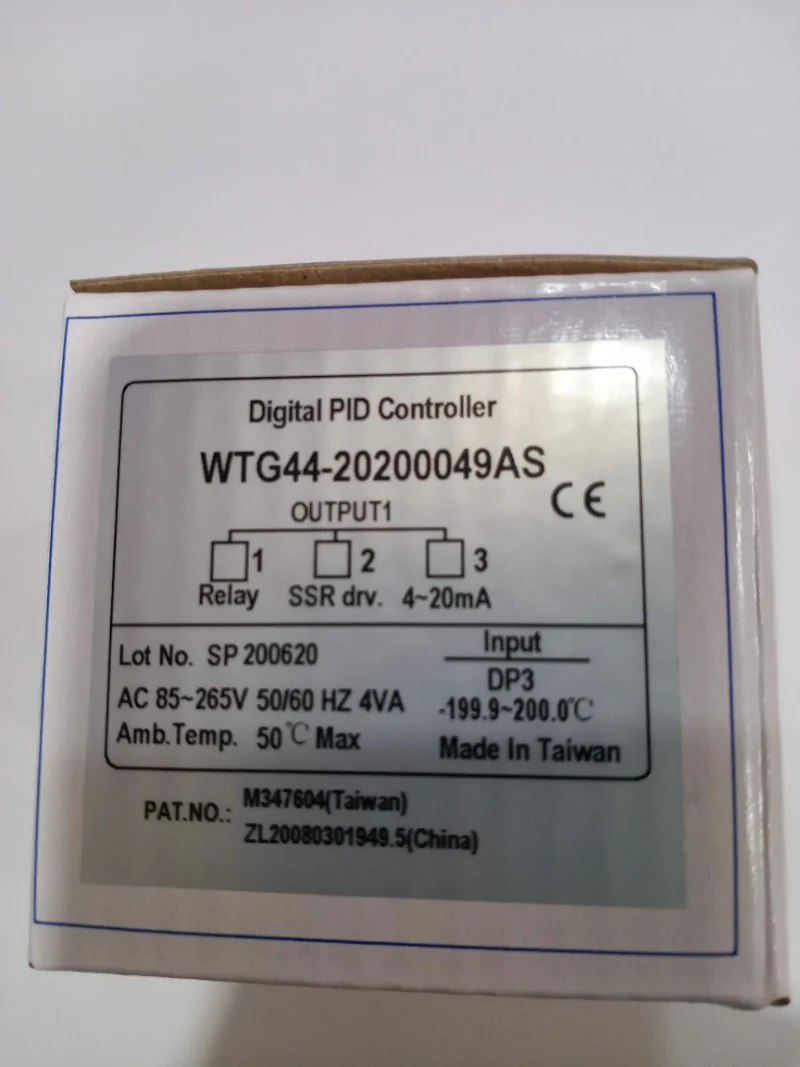 Digital PID Controller
WTG44-20200049AS
CE
OUTPUT1
1 2 3
Relay SSR drv. 4~20mA
Lot No. SP 200620
AC 85~265V 50/60 HZ 4VA
Amb.Temp. 50℃ Max
Input
DP3
-199.9~200.0℃
Made In Taiwan
PAT.NO.: M347604(Taiwan)
ZL20080301949.5(China)